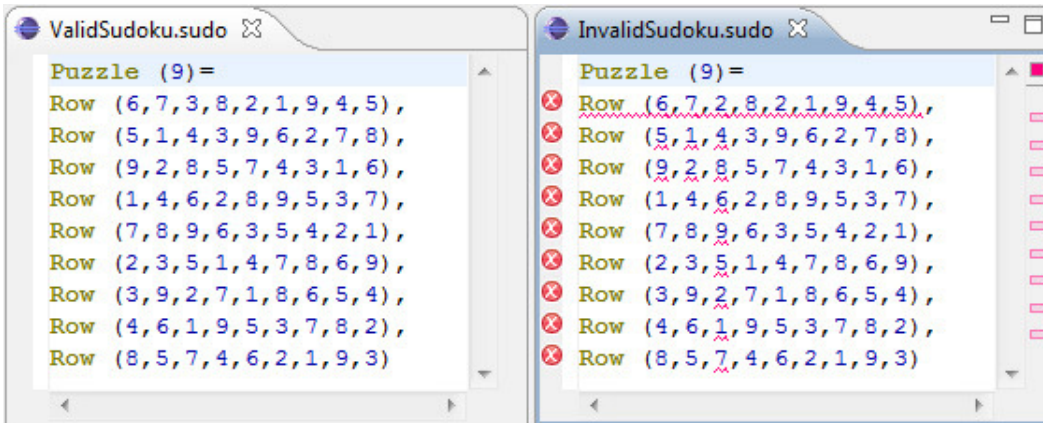 ValidSudoku.sudo
Puzzle (9)=
Row (6,7,3,8,2,1,9,4,5),
Row (5,1,4,3,9,6,2,7,8),
Row (9,2,8,5,7,4,3,1,6),
Row (1,4,6,2,8,9,5,3,7),
Row (7,8,9,6,3,5,4,2,1),
Row (2,3,5,1,4,7,8,6,9),
Row (3,9,2,7,1,8,6,5,4),
Row (4,6,1,9,5,3,7,8,2),
Row (8,5,7,4,6,2,1,9,3)
InvalidSudoku.sudo
Puzzle (9)=
Row (6,7,2,8,2,1,9,4,5),
Row (5,1,4,3,9,6,2,7,8),
Row (9,2,8,5,7,4,3,1,6),
Row (1,4,6,2,8,9,5,3,7),
Row (7,8,9,6,3,5,4,2,1),
Row (2,3,5,1,4,7,8,6,9),
Row (3,9,2,7,1,8,6,5,4),
Row (4,6,1,9,5,3,7,8,2),
Row (8,5,7,4,6,2,1,9,3)